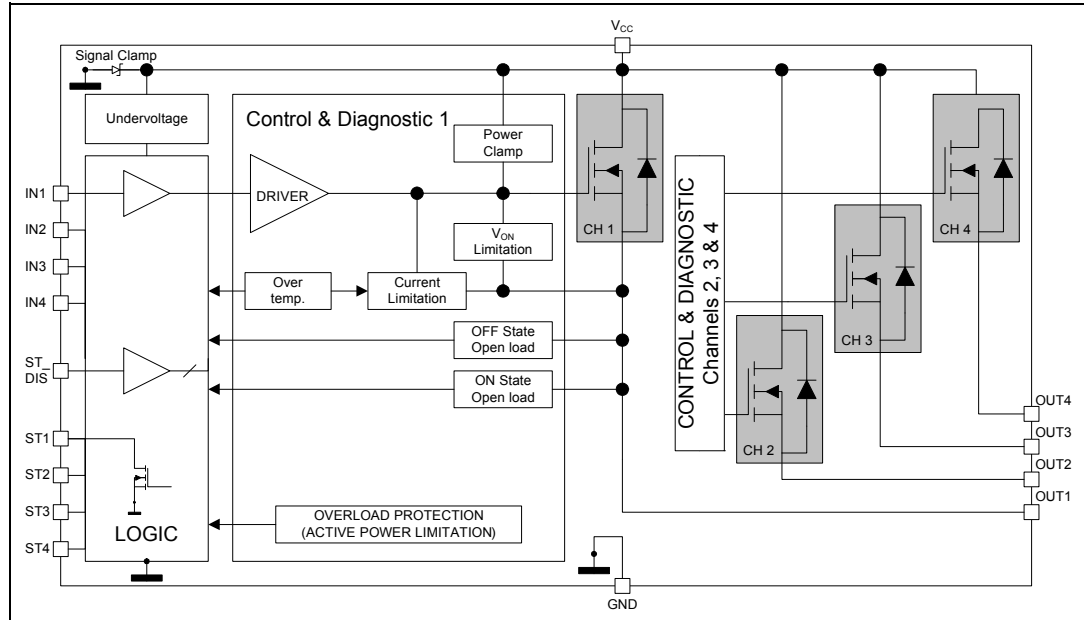 VCC
Signal Clamp
Undervoltage
Control & Diagnostic 1
Power
Clamp
IN1
IN2
IN3
IN4
DRIVER
VON
Limitation
CH 1
Over
temp.
Current
Limitation
OFF State
Open load
ON State
Open load
ST_
DIS
ST1
ST2
ST3
ST4
LOGIC
OVERLOAD PROTECTION
(ACTIVE POWER LIMITATION)
CONTROL & DIAGNOSTIC
Channels 2, 3 & 4
CH 4
CH 3
CH 2
OUT4
OUT3
OUT2
OUT1
GND